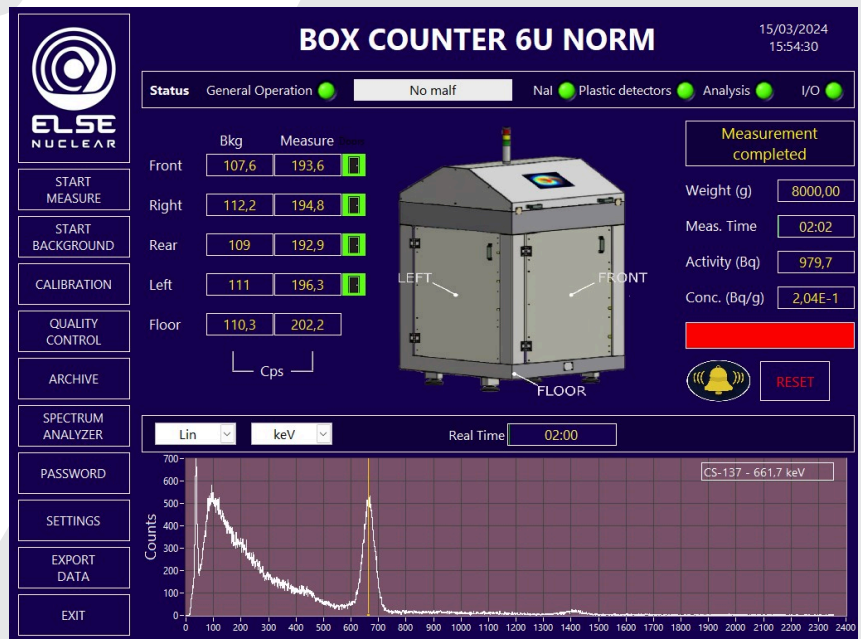 BOX COUNTER 6U NORM
15/03/2024
15:54:30
ELSE
NUCLEAR
Status General Operation No malf NaI Plastic detectors Analysis I/O
START
MEASURE
START
BACKGROUND
CALIBRATION
QUALITY
CONTROL
ARCHIVE
SPECTRUM
ANALYZER
PASSWORD
SETTINGS
EXPORT
DATA
EXIT
Bkg Measure
Front 107,6 193,6
Right 112,2 194,8
Rear 109 192,9
Left 111 196,3
Floor 110,3 202,2
Cps
LEFT
FRONT
FLOOR
Measurement
completed
Weight (g) 8000,00
Meas. Time 02:02
Activity (Bq) 979,7
Conc. (Bq/g) 2,04E-1
RESET
Lin keV Real Time 02:00
CS-137 - 661,7 keV
Counts
700
600
500
400
300
200
100
0
0 100 200 300 400 500 600 700 800 900 1000 1100 1200 1300 1400 1500 1600 1700 1800 1900 2000 2100 2200 2300 2400